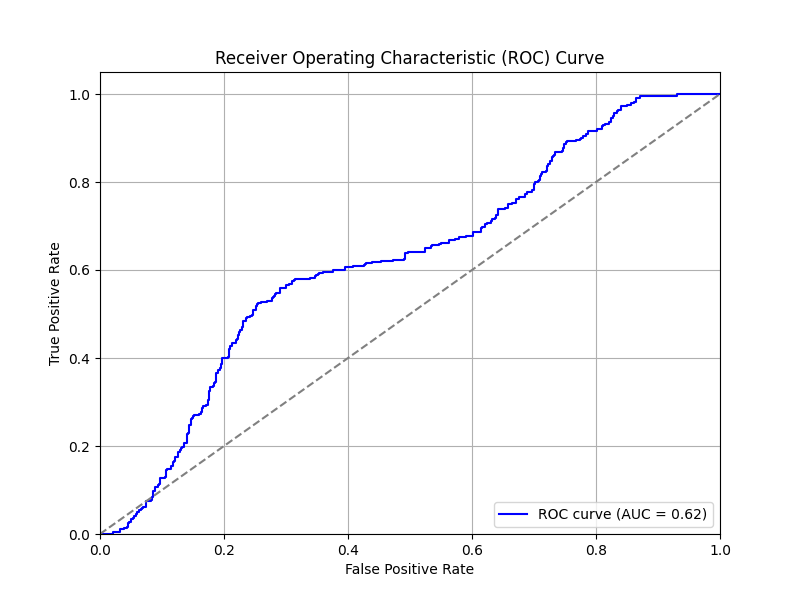 Receiver Operating Characteristic (ROC) Curve
1.0
0.8
0.6
0.4
0.2
0.0
True Positive Rate
ROC curve (AUC = 0.62)
0.0 0.2 0.4 0.6 0.8 1.0
False Positive Rate